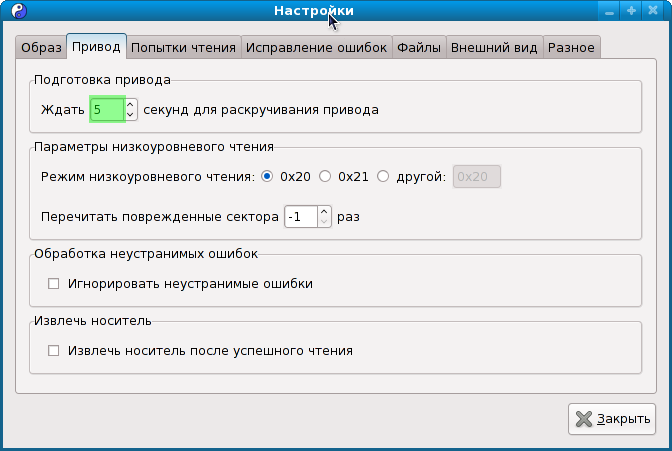 Настройки
Образ Привод Попытки чтения Исправление ошибок Файлы Внешний вид Разное
Подготовка привода
Ждать 5 секунд для раскручивания привода
Параметры низкоуровневого чтения
Режим низкоуровневого чтения: 0x20 0x21 другой: 0x20
Перечитать поврежденные сектора -1 раз
Обработка неустранимых ошибок
Игнорировать неустранимые ошибки
Извлечь носитель
Извлечь носитель после успешного чтения
Закрыть